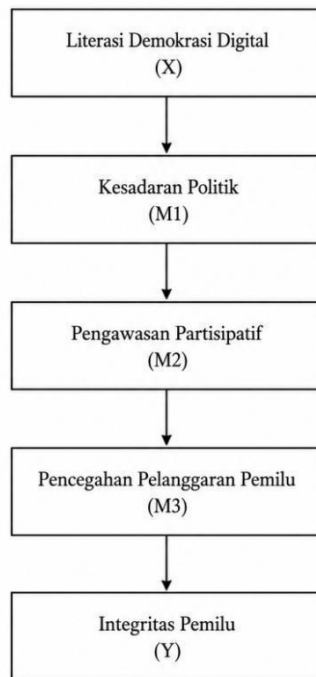 Literasi Demokrasi Digital
(X)
Kesadaran Politik
(M1)
Pengawasan Partisipatif
(M2)
Pencegahan Pelanggaran Pemilu
(M3)
Integritas Pemilu
(Y)